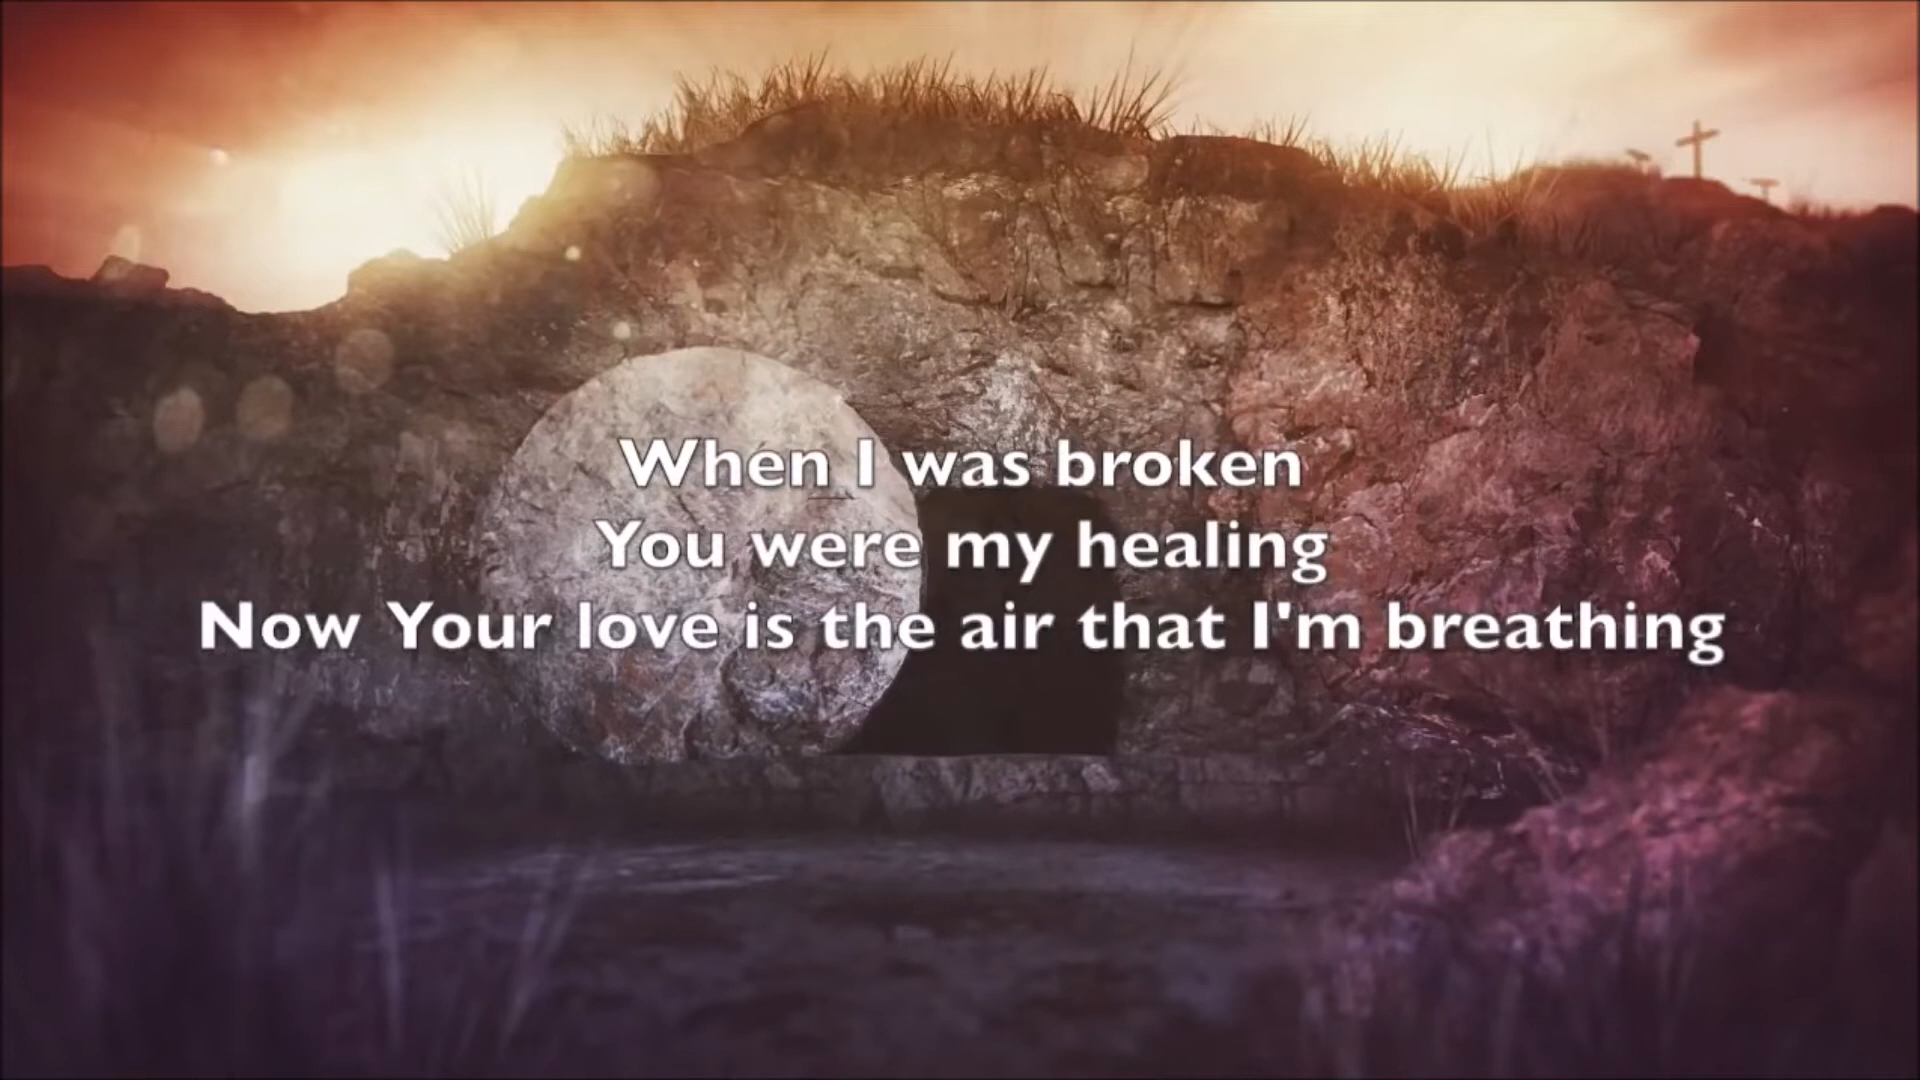 When I was broken
You were my healing
Now Your love is the air that I'm breathing